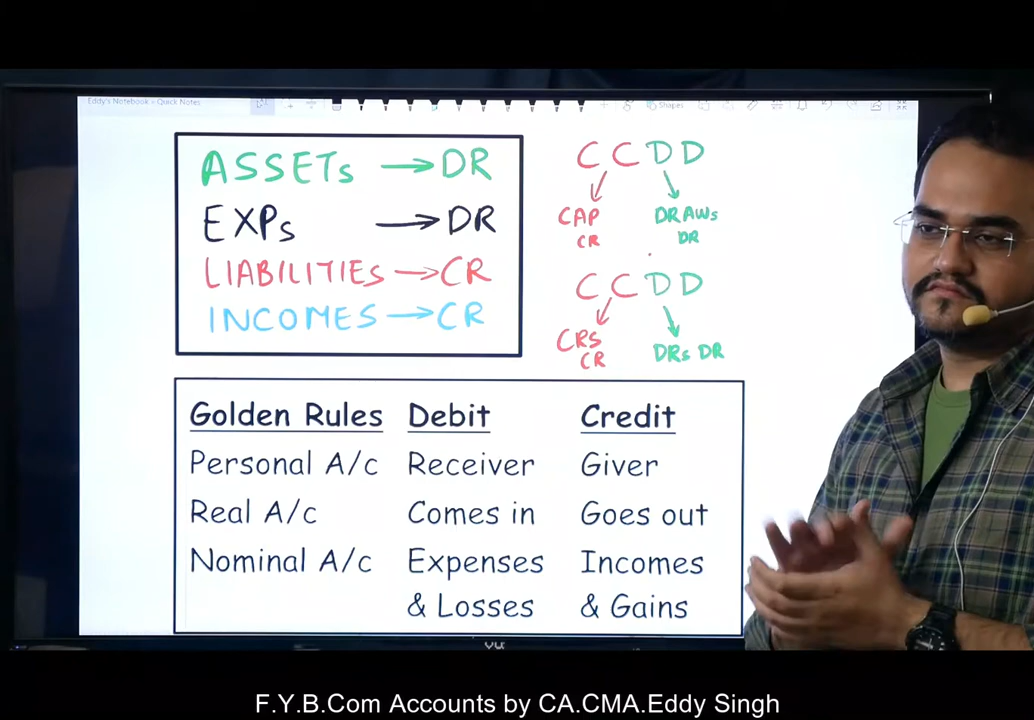 Eddy's Notebook > Quick Notes
Shapes
ASSETs → DR
EXPs → DR
LIABILITIES → CR
INCOMES → CR
C C D D
CAP DRAWs
CR DR
C C D D
CRS DRs DR
CR
Golden Rules Debit Credit
Personal A/c Receiver Giver
Real A/c Comes in Goes out
Nominal A/c Expenses Incomes
& Losses & Gains
F.Y.B.Com Accounts by CA.CMA.Eddy Singh